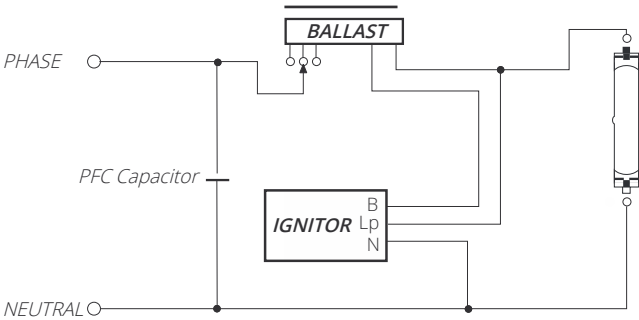 BALLAST
PHASE
PFC Capacitor
B
IGNITOR Lp
N
NEUTRAL